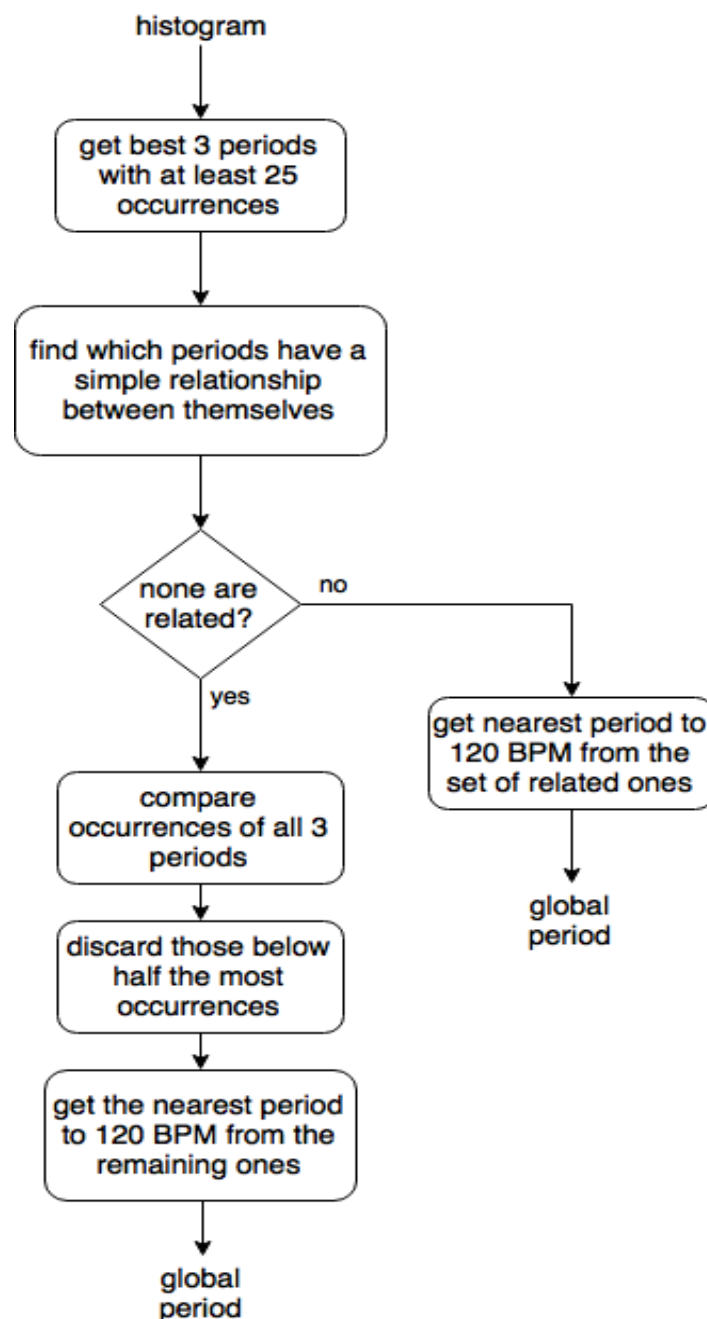 histogram
get best 3 periods
with at least 25
occurrences
find which periods have a
simple relationship
between themselves
none are
related?
no
yes
get nearest period to
120 BPM from the
set of related ones
global
period
compare
occurrences of all 3
periods
discard those below
half the most
occurrences
get the nearest period
to 120 BPM from the
remaining ones
global
period